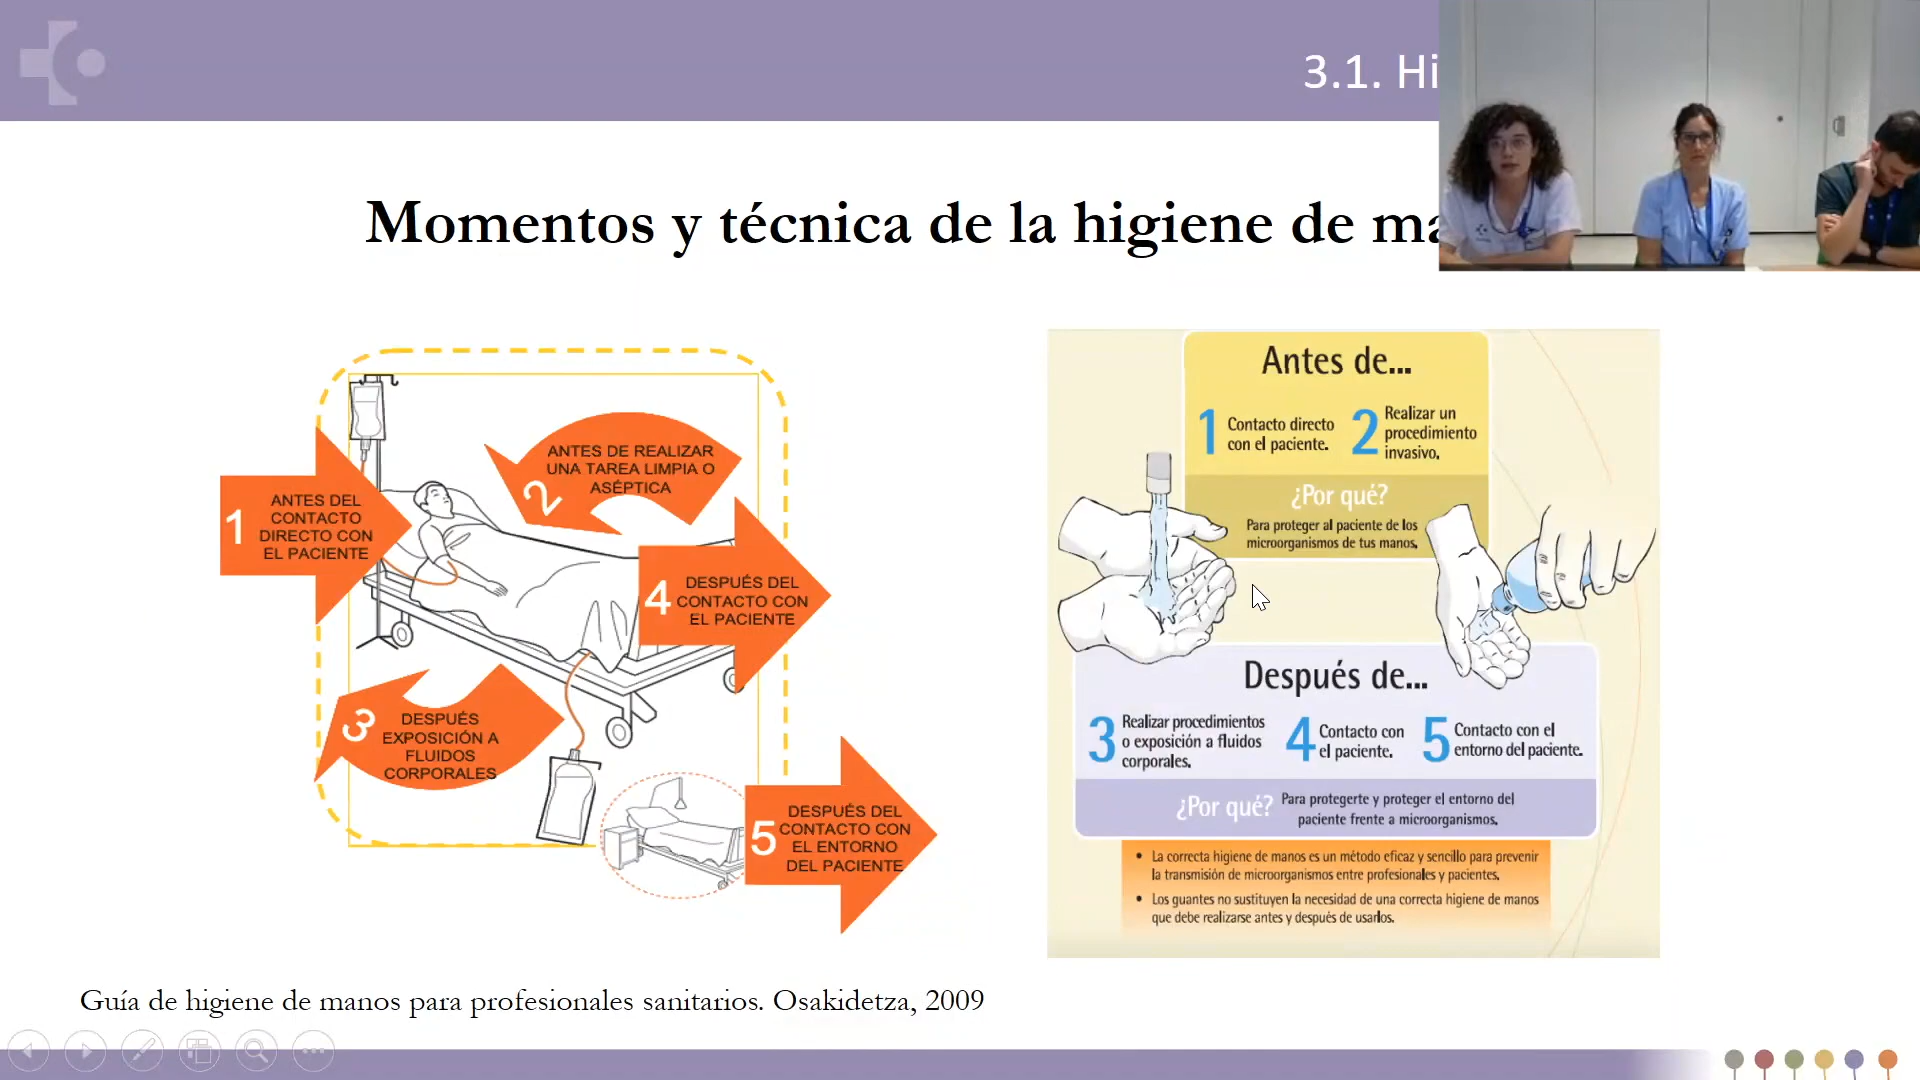 3.1. Hi
Momentos y técnica de la higiene de ma
1
ANTES DEL
CONTACTO
DIRECTO CON
EL PACIENTE
2
ANTES DE REALIZAR
UNA TAREA LIMPIA O
ASÉPTICA
3
DESPUÉS
EXPOSICIÓN A
FLUIDOS
CORPORALES
4
DESPUÉS DEL
CONTACTO CON
EL PACIENTE
5
DESPUÉS DEL
CONTACTO CON
EL ENTORNO
DEL PACIENTE
Antes de...
1
Contacto directo
con el paciente.
2
Realizar un
procedimiento
invasivo.
¿Por qué?
Para proteger al paciente de los
microorganismos de tus manos.
Después de...
3
Realizar procedimientos
o exposición a fluidos
corporales.
4
Contacto con
el paciente.
5
Contacto con el
entorno del paciente.
¿Por qué?
Para protegerte y proteger el entorno del
paciente frente a microorganismos.
• La correcta higiene de manos es un método eficaz y sencillo para prevenir
la transmisión de microorganismos entre profesionales y pacientes.
• Los guantes no sustituyen la necesidad de una correcta higiene de manos
que debe realizarse antes y después de usarlos.
Guía de higiene de manos para profesionales sanitarios. Osakidetza, 2009